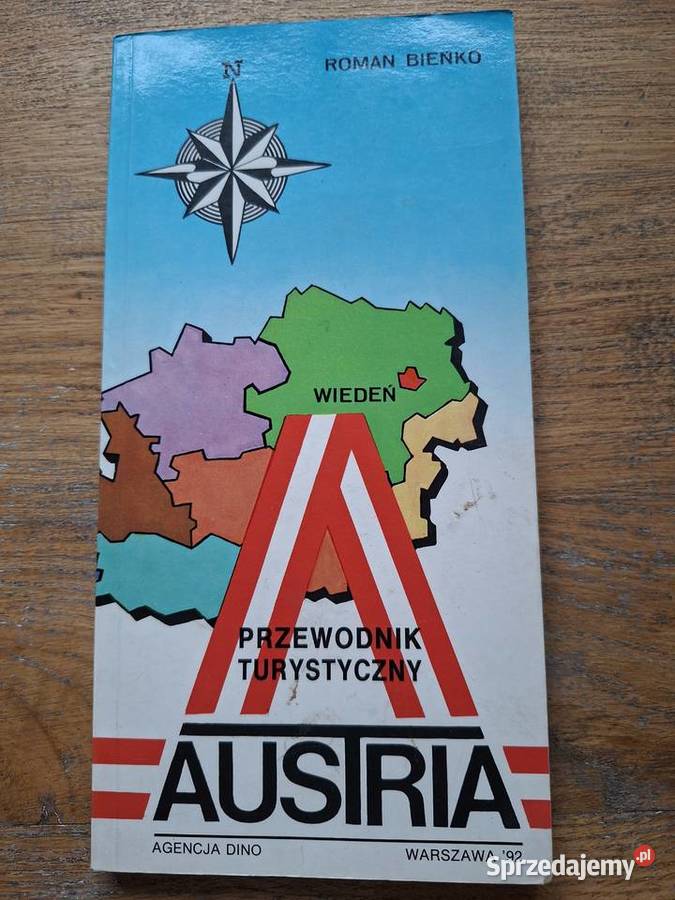 N
ROMAN BIEŃKO
WIEDEŃ
PRZEWODNIK
TURYSTYCZNY
AUSTRIA
AGENCJA DINO WARSZAWA '92
Sprzedajemy.pl